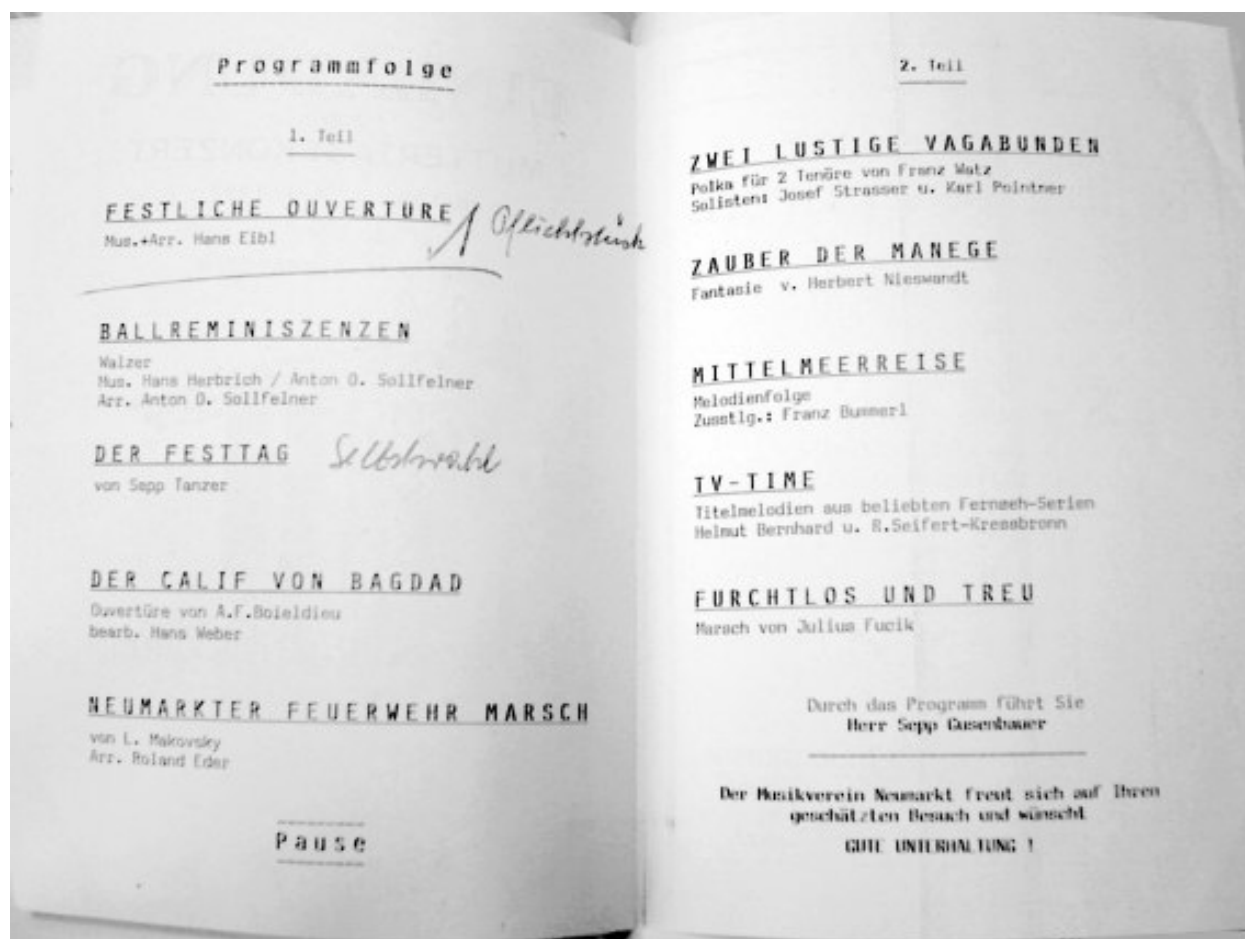 Programmfolge
1. Teil
FESTLICHE OUVERTURE
Mus.+Arr. Hans Eibl
Pflichtstück
BALLREMINISZENZEN
Walzer
Mus. Hans Herbrich / Anton O. Sollfelner
Arr. Anton O. Sollfelner
DER FESTTAG Selbstwahl
von Sepp Tanzer
DER CALIF VON BAGDAD
Ouvertüre von A.F.Boieldieu
bearb. Hans Weber
NEUMARKTER FEUERWEHR MARSCH
von L. Makovsky
Arr. Roland Eder
Pause
2. Teil
ZWEI LUSTIGE VAGABUNDEN
Polka für 2 Tenöre von Franz Watz
Solisten: Josef Strasser u. Karl Pointner
ZAUBER DER MANEGE
Fantasie v. Herbert Nieswandt
MITTELMEERREISE
Melodienfolge
Zusstlg.: Franz Bummerl
TV-TIME
Titelmelodien aus beliebten Fernseh-Serien
Helmut Bernhard u. R.Seifert-Kressbronn
FURCHTLOS UND TREU
Marsch von Julius Fucik
Durch das Programm führt Sie
Herr Sepp Gusenbauer
Der Musikverein Neumarkt freut sich auf Ihren
geschätzten Besuch und wünscht
GUTE UNTERHALTUNG !